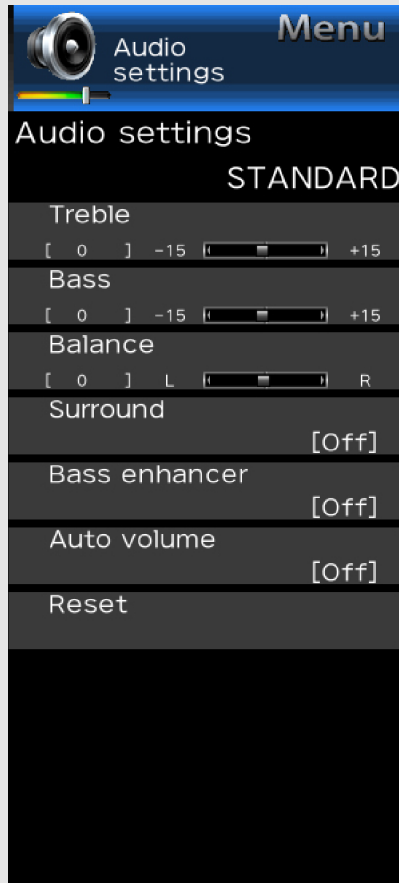 Menu
Audio
settings
Audio settings
STANDARD
Treble
[ 0 ] -15 +15
Bass
[ 0 ] -15 +15
Balance
[ 0 ] L R
Surround
[Off]
Bass enhancer
[Off]
Auto volume
[Off]
Reset